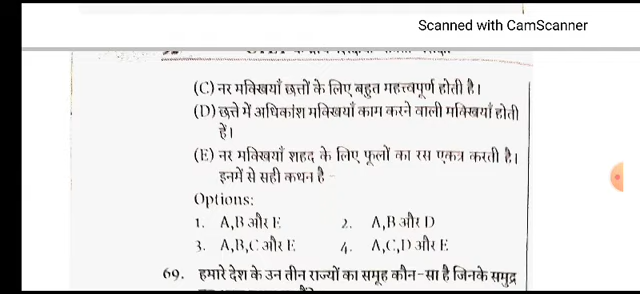 Scanned with CamScanner
(C) नर मक्खियाँ छत्तों के लिए बहुत महत्त्वपूर्ण होती है।
(D) छत्ते में अधिकांश मक्खियाँ काम करने वाली मक्खियाँ होती
हैं।
(E) नर मक्खियाँ शहद के लिए फूलों का रस एकत्र करती है।
इनमें से सही कथन है
Options:
1. A,B और E 2. A,B और D
3. A,B,C और E 4. A,C,D और E
69. हमारे देश के उन तीन राज्यों का समूह कौन-सा है जिनके समुद्र